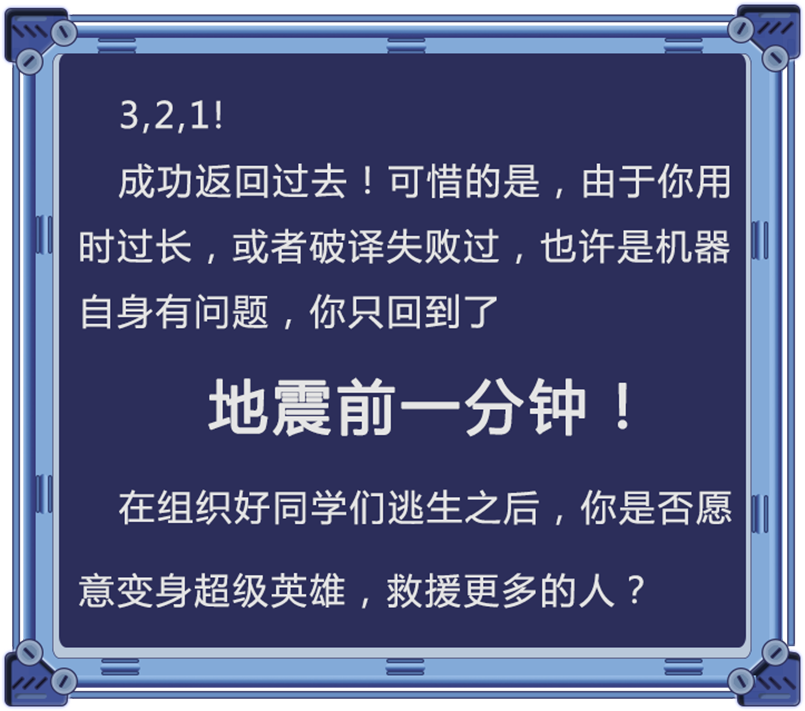 3,2,1!
成功返回过去！可惜的是，由于你用
时过长，或者破译失败过，也许是机器
自身有问题，你只回到了
地震前一分钟！
在组织好同学们逃生之后，你是否愿
意变身超级英雄，救援更多的人？